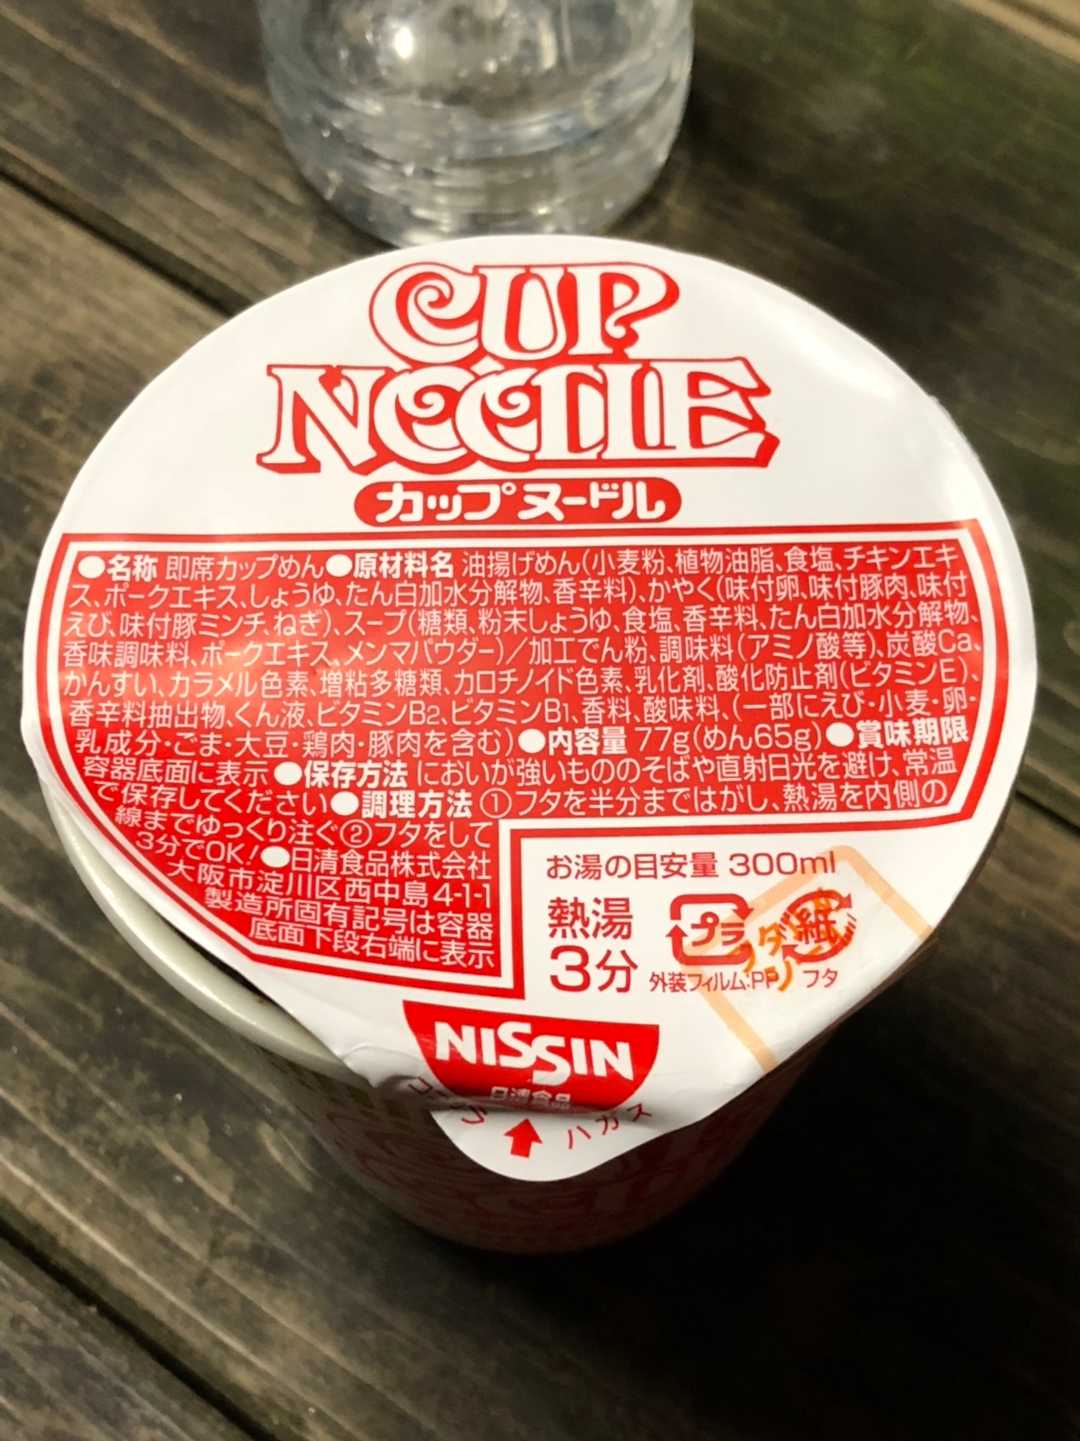 CUP
NOODLE
カップヌードル
●名称 即席カップめん●原材料名 油揚げめん(小麦粉、植物油脂、食塩、チキンエキ
ス、ポークエキス、しょうゆ、たん白加水分解物、香辛料)、かやく(味付卵、味付豚肉、味付
えび、味付豚ミンチ、ねぎ)、スープ(糖類、粉末しょうゆ、食塩、香辛料、たん白加水分解物、
香味調味料、ポークエキス、メンマパウダー)/加工でん粉、調味料(アミノ酸等)、炭酸Ca、
かんすい、カラメル色素、増粘多糖類、カロチノイド色素、乳化剤、酸化防止剤(ビタミンE)、
香辛料抽出物、くん液、ビタミンB2、ビタミンB1、香料、酸味料、(一部にえび・小麦・卵・
乳成分・ごま・大豆・鶏肉・豚肉を含む)●内容量 77g(めん65g)●賞味期限
容器底面に表示 ●保存方法 においが強いもののそばや直射日光を避け、常温
で保存してください ●調理方法 ①フタを半分まではがし、熱湯を内側の
線までゆっくり注ぐ②フタをして
3分でOK!●日清食品株式会社
大阪市淀川区西中島4-1-1
製造所固有記号は容器
底面下段右端に表示
お湯の目安量 300ml
熱湯
3分
プラ
紙
外装フィルム:PP フタ
NISSIN
日清食品
ハガス